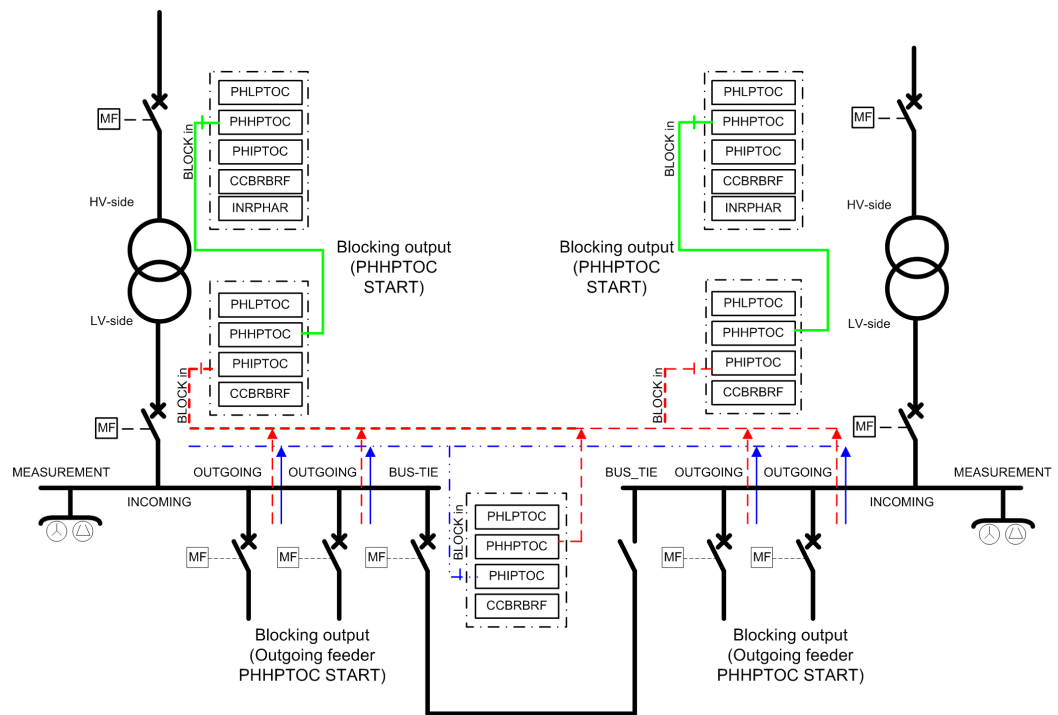 PHLPTOC
PHHPTOC
PHIPTOC
CCBRBRF
INRPHAR
BLOCK in
MF
HV-side
LV-side
Blocking output
(PHHPTOC
START)
PHLPTOC
PHHPTOC
PHIPTOC
CCBRBRF
BLOCK in
MF
PHLPTOC
PHHPTOC
PHIPTOC
CCBRBRF
INRPHAR
BLOCK in
MF
HV-side
LV-side
Blocking output
(PHHPTOC
START)
PHLPTOC
PHHPTOC
PHIPTOC
CCBRBRF
BLOCK in
MF
MEASUREMENT
OUTGOING
OUTGOING
BUS-TIE
INCOMING
BUS_TIE
OUTGOING
OUTGOING
MEASUREMENT
INCOMING
BLOCK in
PHLPTOC
PHHPTOC
PHIPTOC
CCBRBRF
MF
MF
MF
MF
MF
Blocking output
(Outgoing feeder
PHHPTOC START)
Blocking output
(Outgoing feeder
PHHPTOC START)